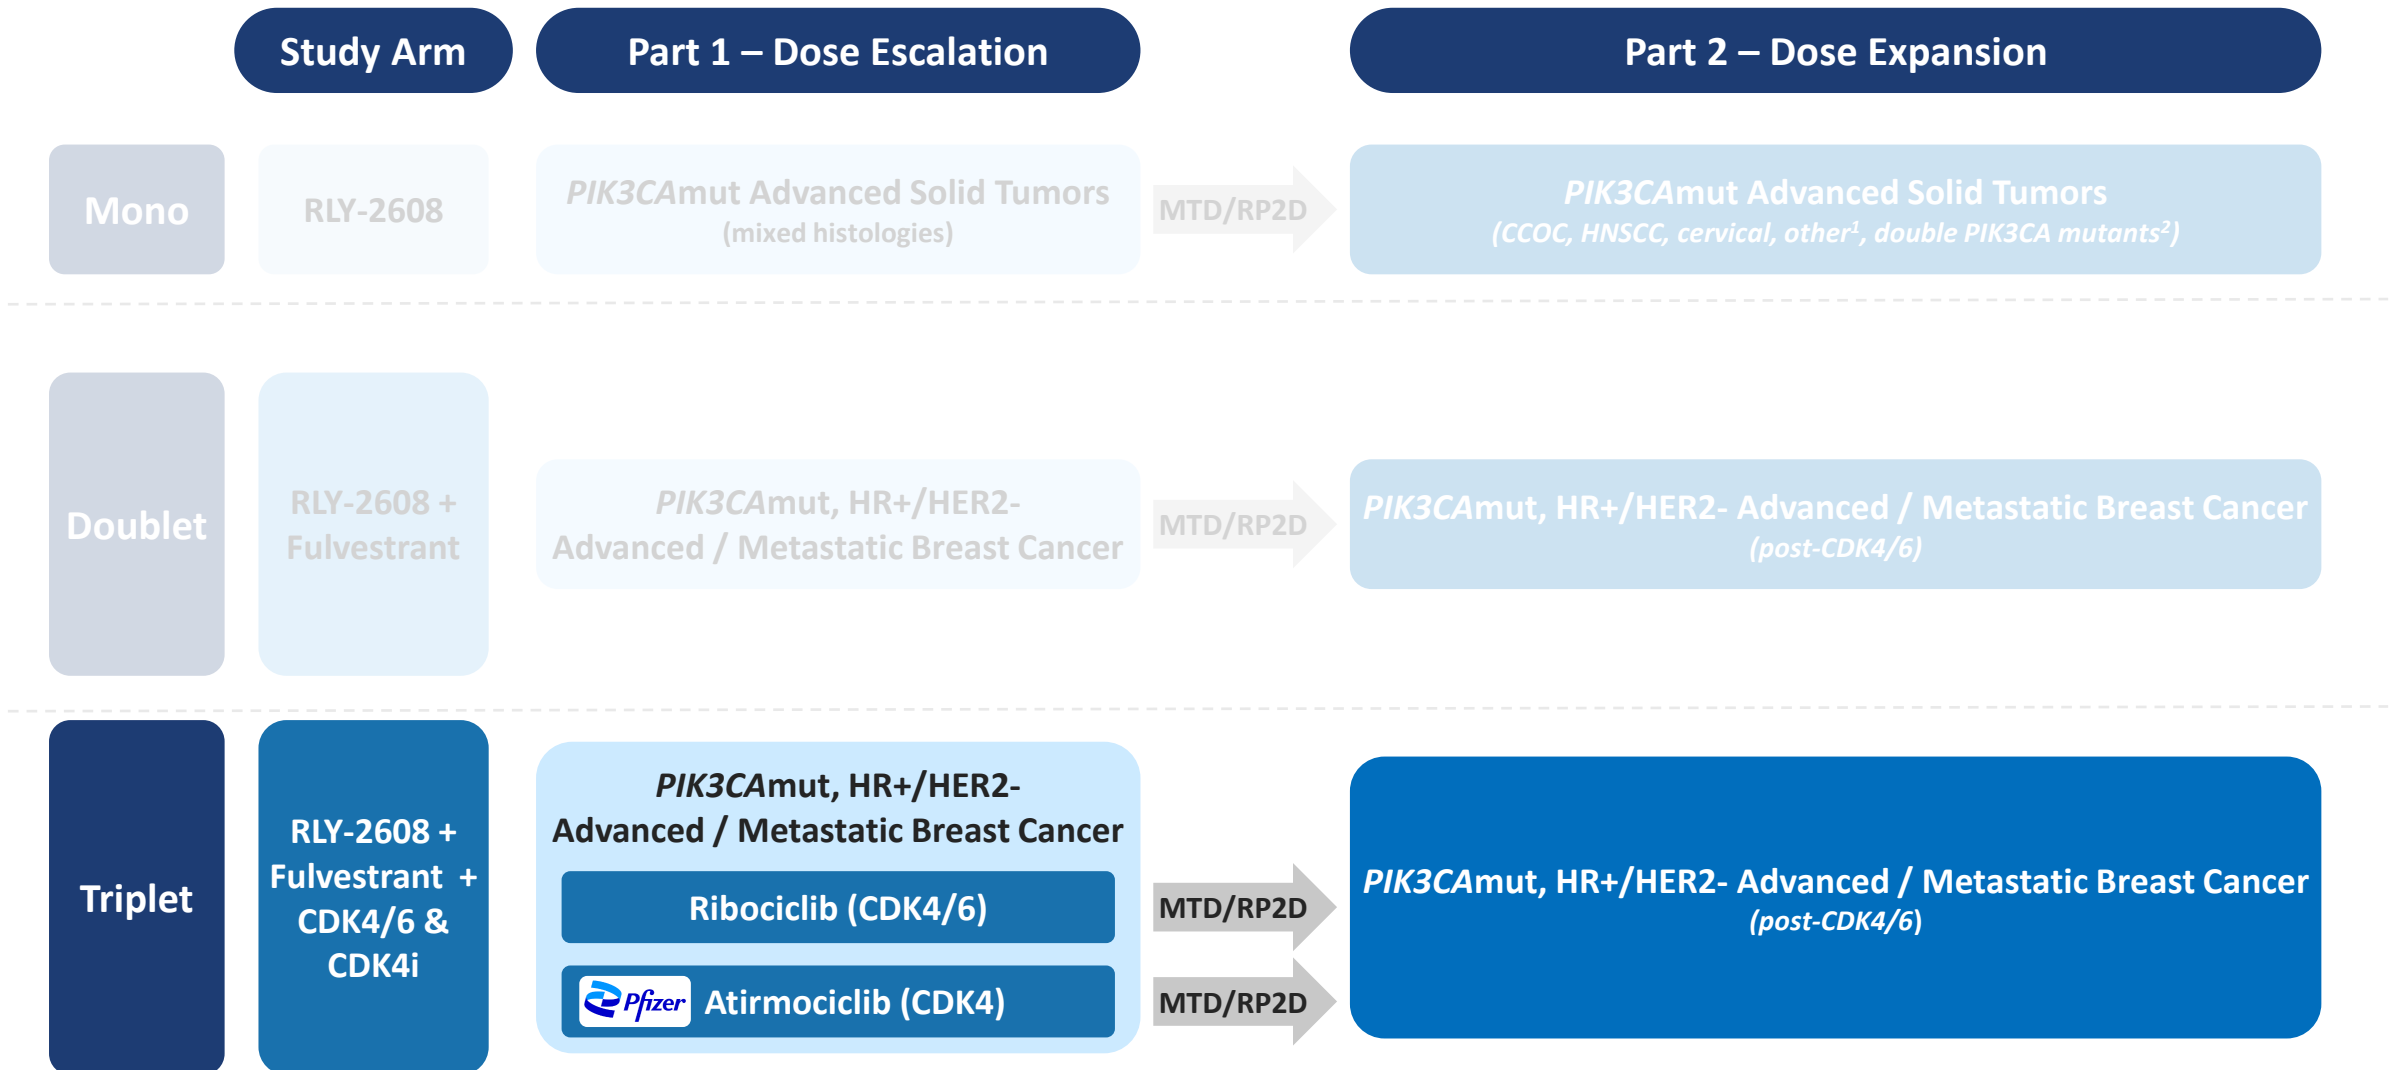 Study Arm
Part 1 – Dose Escalation
Part 2 – Dose Expansion
Mono
RLY-2608
PIK3CAmut Advanced Solid Tumors
(mixed histologies)
MTD/RP2D
PIK3CAmut Advanced Solid Tumors
(CCOC, HNSCC, cervical, other¹, double PIK3CA mutants²)
Doublet
RLY-2608 +
Fulvestrant
PIK3CAmut, HR+/HER2-
Advanced / Metastatic Breast Cancer
MTD/RP2D
PIK3CAmut, HR+/HER2- Advanced / Metastatic Breast Cancer
(post-CDK4/6)
Triplet
RLY-2608 +
Fulvestrant +
CDK4/6 &
CDK4i
PIK3CAmut, HR+/HER2-
Advanced / Metastatic Breast Cancer
Ribociclib (CDK4/6)
Pfizer Atirmociclib (CDK4)
MTD/RP2D
MTD/RP2D
PIK3CAmut, HR+/HER2- Advanced / Metastatic Breast Cancer
(post-CDK4/6)